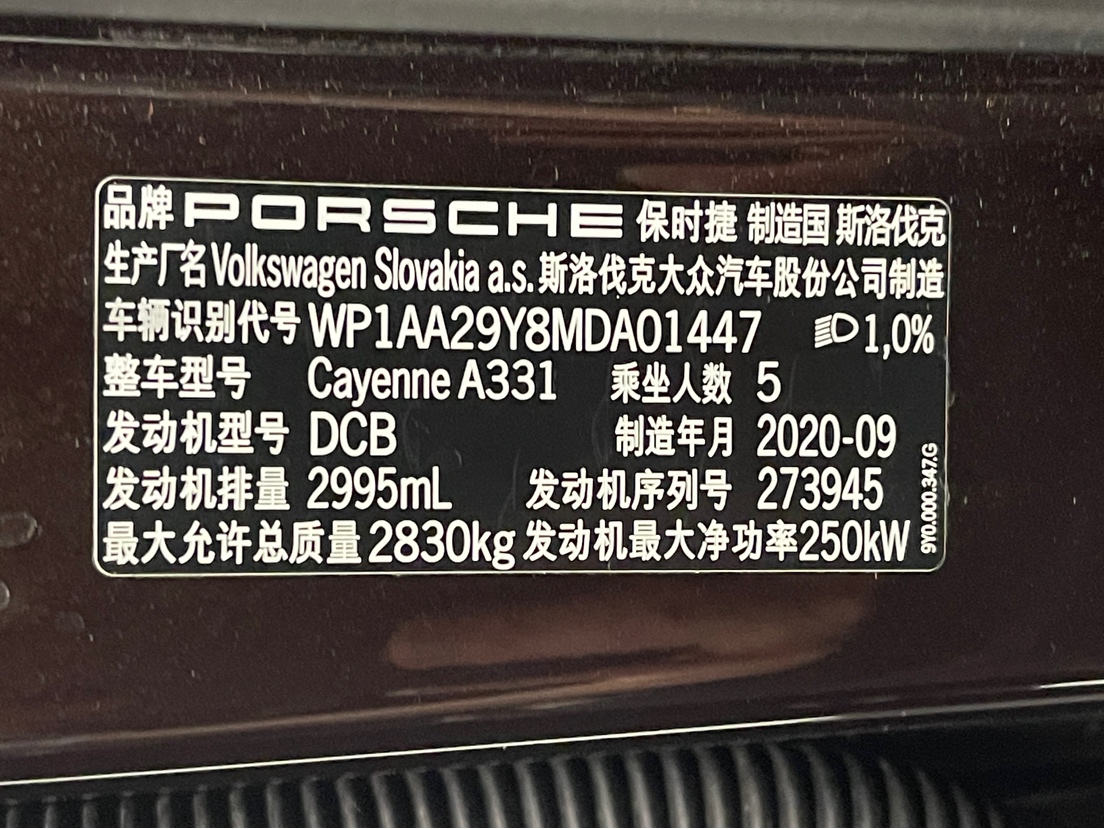 品牌 PORSCHE 保时捷 制造国 斯洛伐克
生产厂名 Volkswagen Slovakia a.s. 斯洛伐克大众汽车股份公司制造
车辆识别代号 WP1AA29Y8MDA01447 1,0%
整车型号 Cayenne A331 乘坐人数 5
发动机型号 DCB 制造年月 2020-09
发动机排量 2995mL 发动机序列号 273945
最大允许总质量 2830kg 发动机最大净功率 250kW
9Y0.000.347.G